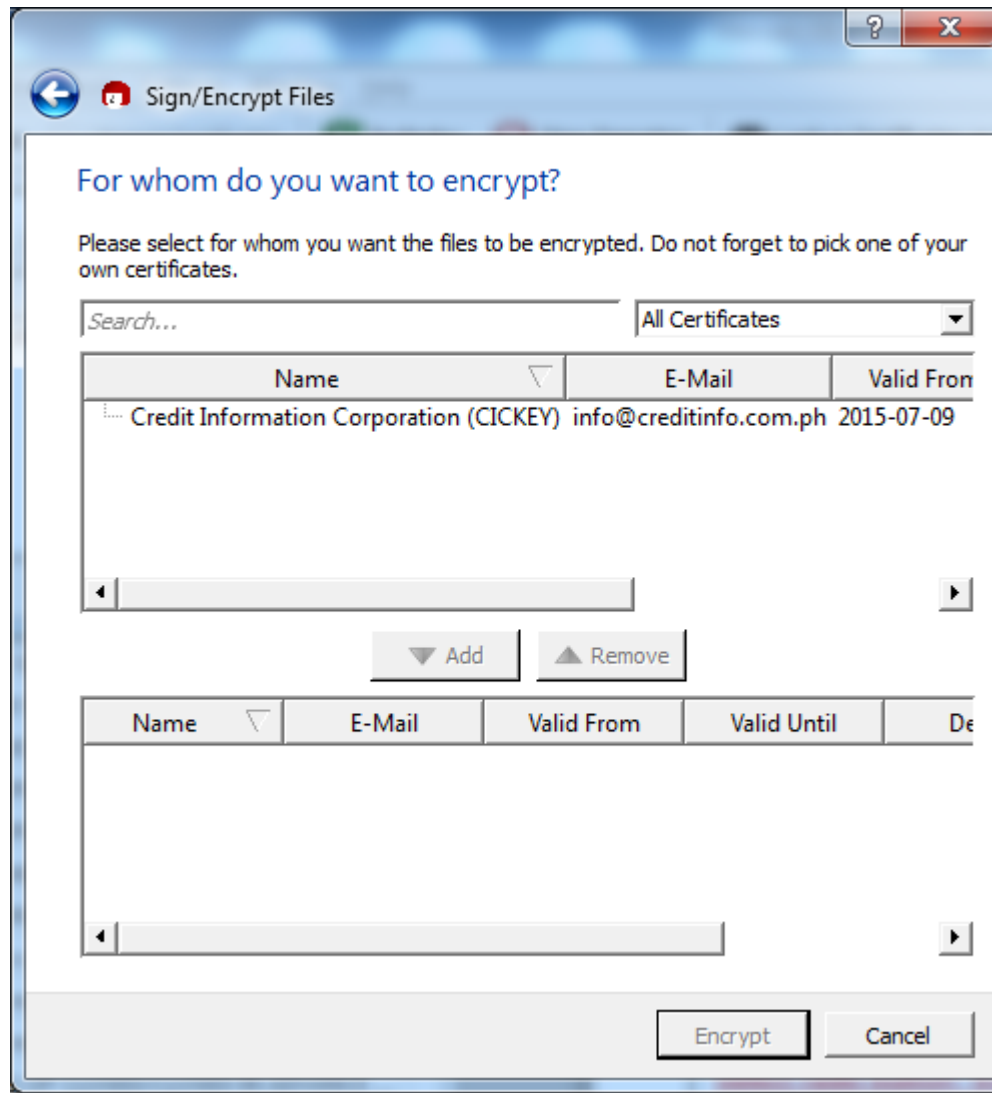 Sign/Encrypt Files
For whom do you want to encrypt?
Please select for whom you want the files to be encrypted. Do not forget to pick one of your
own certificates.
Search... All Certificates
Name E-Mail Valid From
Credit Information Corporation (CICKEY) info@creditinfo.com.ph 2015-07-09
Add Remove
Name E-Mail Valid From Valid Until De
Encrypt Cancel